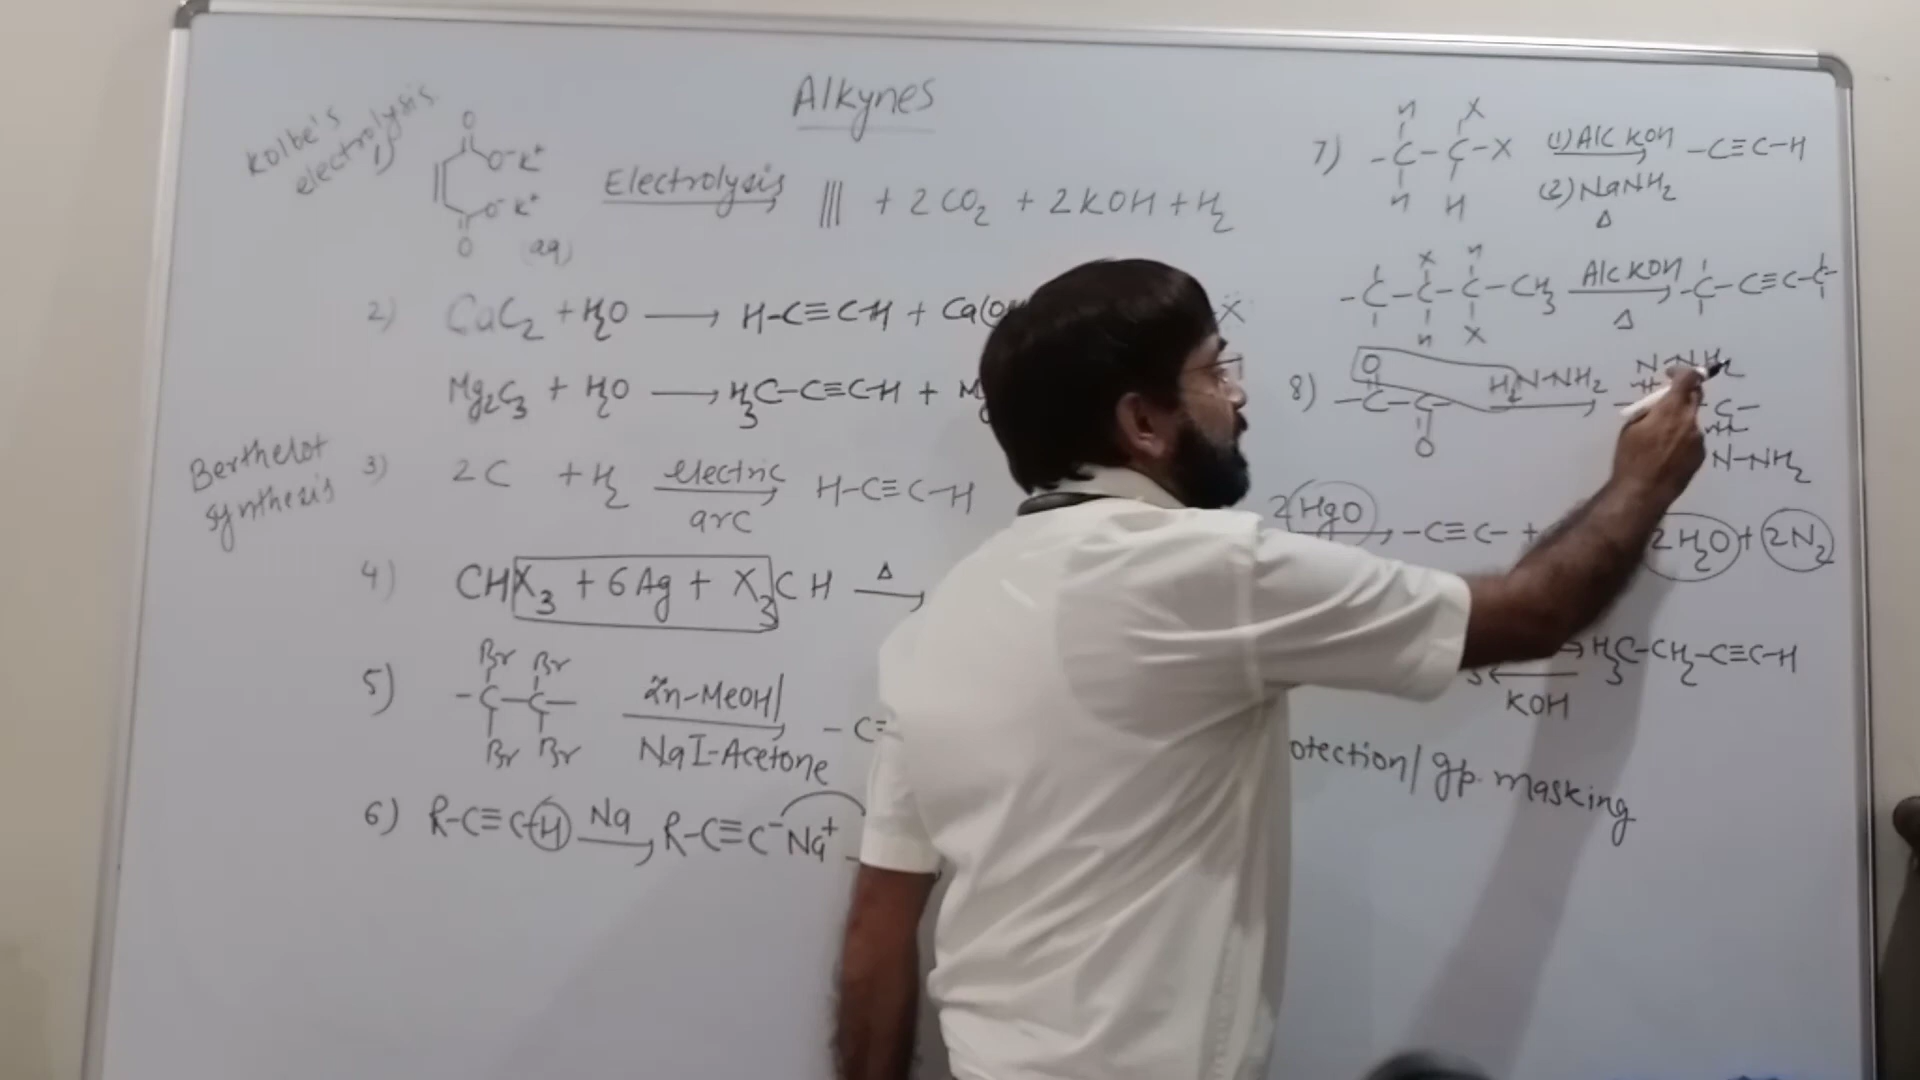 Alkynes
Kolbe's
electrolysis
1)
O
O⁻K⁺
O⁻K⁺
O
(aq)
Electrolysis
||| + 2CO₂ + 2KOH + H₂
2) CaC₂ + H₂O ⟶ H-C≡C-H + Ca(O
Mg₂C₃ + H₂O ⟶ H₃C-C≡C-H + M
Berthelot
synthesis
3) 2C + H₂ electric arc → H-C≡C-H
4) CHX₃ + 6Ag + X₃CH Δ →
5) Br Br
-C-C-
Br Br
Zn-MeOH/
NaI-Acetone
-C≡
6) R-C≡C-H Na → R-C≡C⁻Na⁺
7) H X
-C-C-X
H H
(1) Alc KOH
(2) NaNH₂
Δ
-C≡C-H
X H
-C-C-C-CH₃
H X
Alc KOH
Δ
-C-C≡C-C-
8) O
-C-C-
O
H₂N-NH₂
N-NH₂
C-
N-NH₂
2HgO → -C≡C- +
2H₂O + 2N₂
X
3
KOH
H₃C-CH₂-C≡C-H
otection/gp. masking